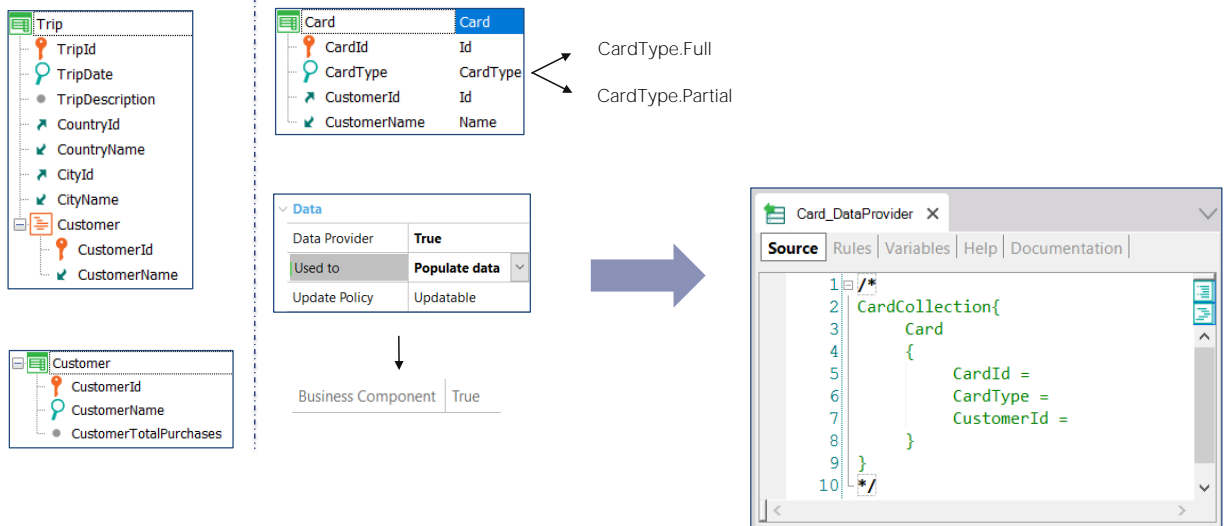 Trip
TripId
TripDate
TripDescription
CountryId
CountryName
CityId
CityName
Customer
CustomerId
CustomerName
Customer
CustomerId
CustomerName
CustomerTotalPurchases
Card Card
CardId Id
CardType CardType
CustomerId Id
CustomerName Name
CardType.Full
CardType.Partial
Data
Data Provider True
Used to Populate data
Update Policy Updatable
Business Component True
Card_DataProvider X
Source Rules Variables Help Documentation
1 /*
2 CardCollection{
3 Card
4 {
5 CardId =
6 CardType =
7 CustomerId =
8 }
9 }
10 */